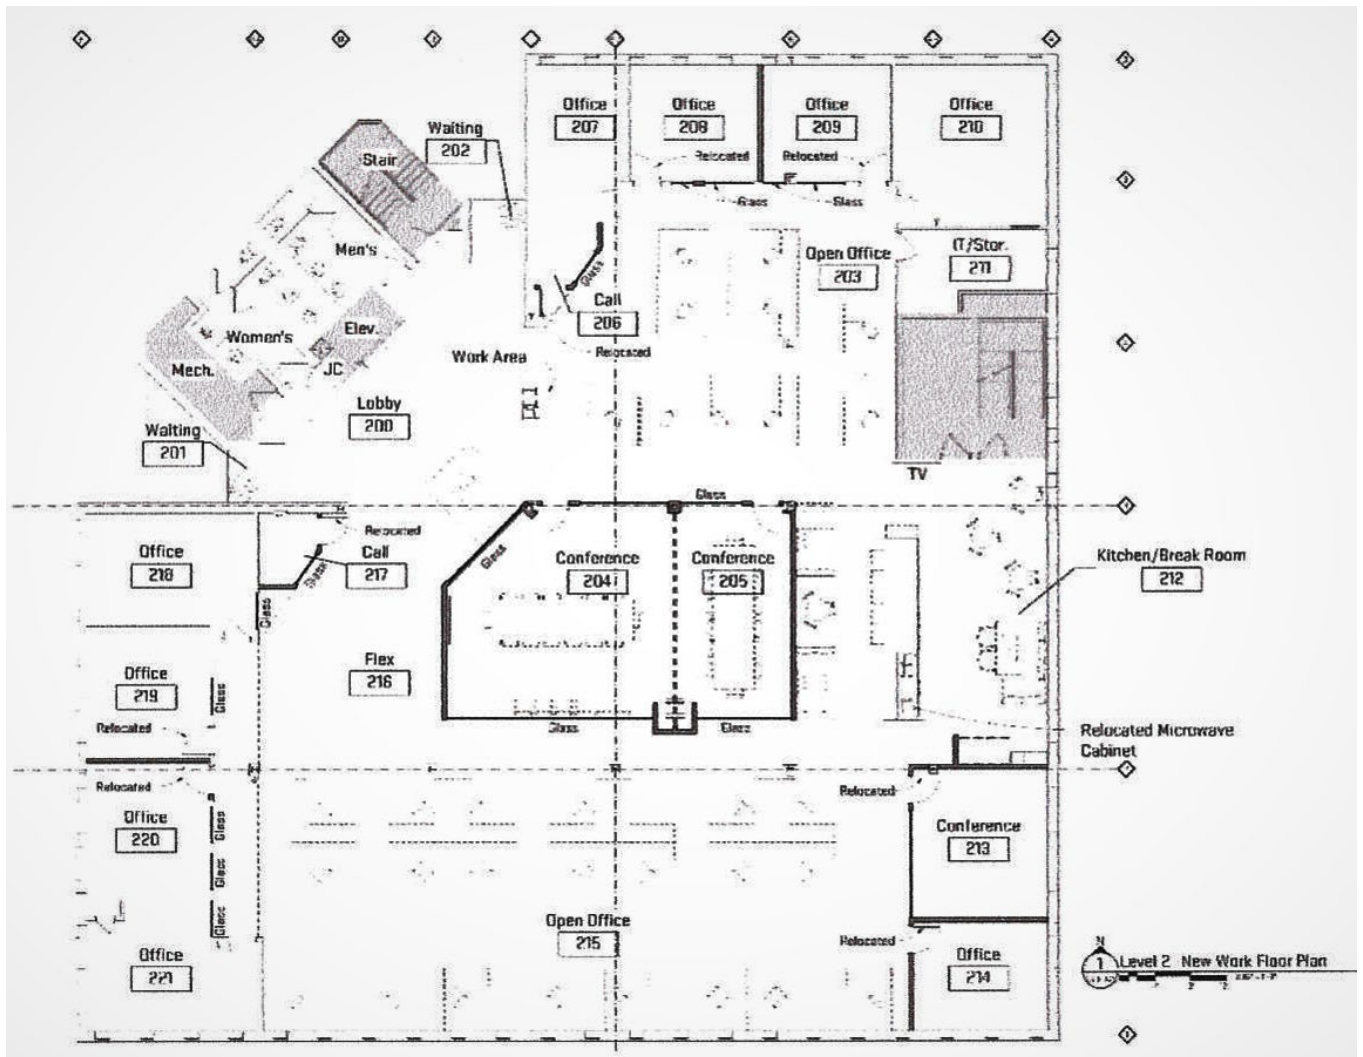 Office
207
Office
208
Office
209
Office
210
Waiting
202
Stair
Relocated
Relocated
Glass
Glass
Men's
Open Office
203
IT/Stor.
211
Glass
Call
206
Elev.
Women's
Relocated
Work Area
Mech.
JC
Lobby
200
Waiting
201
TV
Glass
Relocated
Office
218
Call
217
Glass
Glass
Glass
Conference
204
Conference
205
Kitchen/Break Room
212
Flex
216
Office
219
Glass
Relocated
Glass
Glass
Relocated Microwave
Cabinet
Relocated
Relocated
Office
220
Glass
Conference
213
Glass
Glass
Open Office
215
Relocated
Office
221
Office
214
N
1
Level 2 New Work Floor Plan